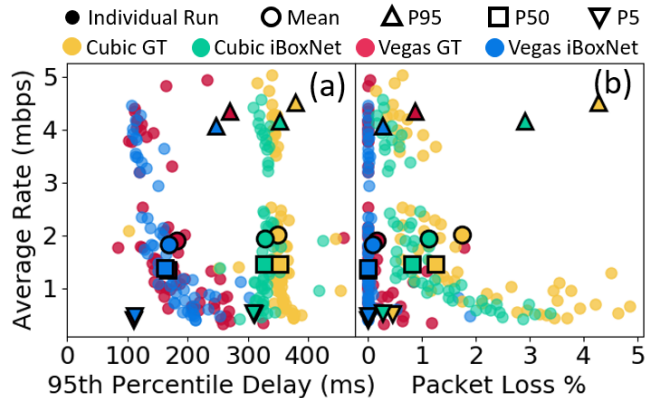 Individual Run Mean P95 P50 P5
Cubic GT Cubic iBoxNet Vegas GT Vegas iBoxNet
Average Rate (mbps)
5
4
3
2
1
(a)
(b)
0 100 200 300 400
0 1 2 3 4 5
95th Percentile Delay (ms)
Packet Loss %